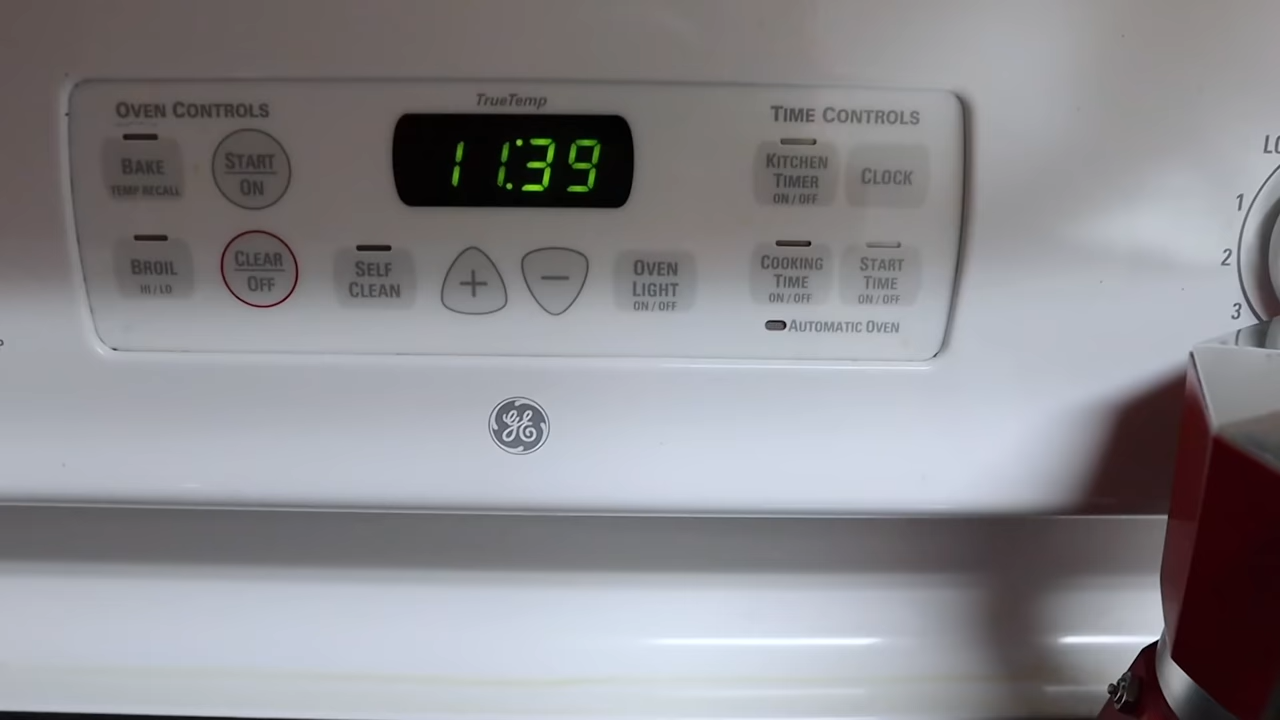 OVEN CONTROLS
BAKE
TEMP RECALL
START
ON
BROIL
HI / LO
CLEAR
OFF
SELF
CLEAN
TrueTemp
11:39
+
−
OVEN
LIGHT
ON / OFF
TIME CONTROLS
KITCHEN
TIMER
ON / OFF
CLOCK
COOKING
TIME
ON / OFF
START
TIME
ON / OFF
AUTOMATIC OVEN
GE
LO
1
2
3